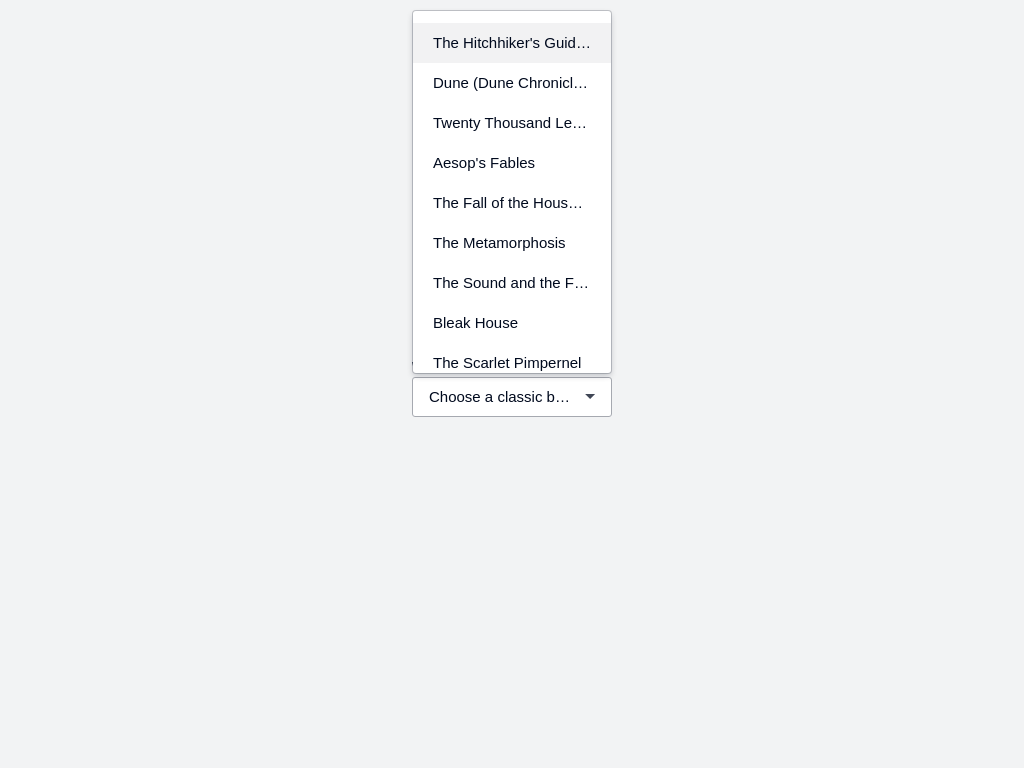 The Hitchhiker's Guid…
Dune (Dune Chronicl…
Twenty Thousand Le…
Aesop's Fables
The Fall of the Hous…
The Metamorphosis
The Sound and the F…
Bleak House
The Scarlet Pimpernel
Choose a classic b…